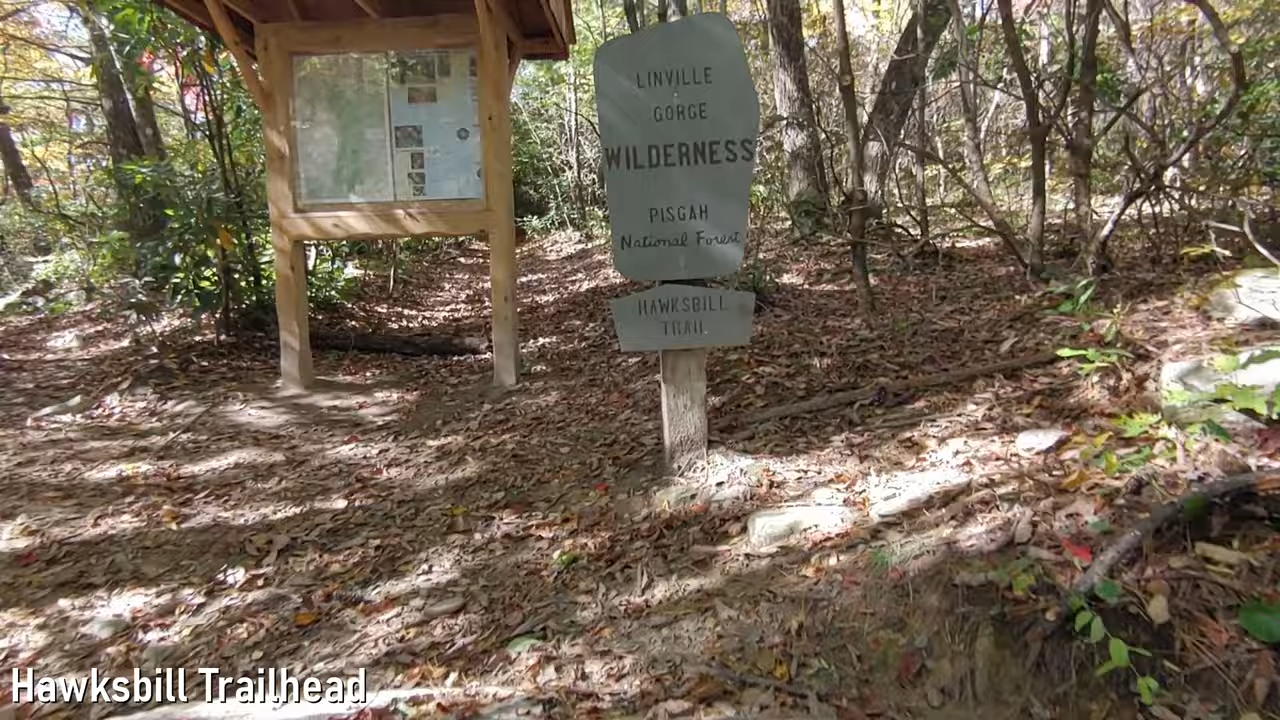 LINVILLE
GORGE
WILDERNESS
PISGAH
National Forest
HAWKSBILL
TRAIL
Hawksbill Trailhead